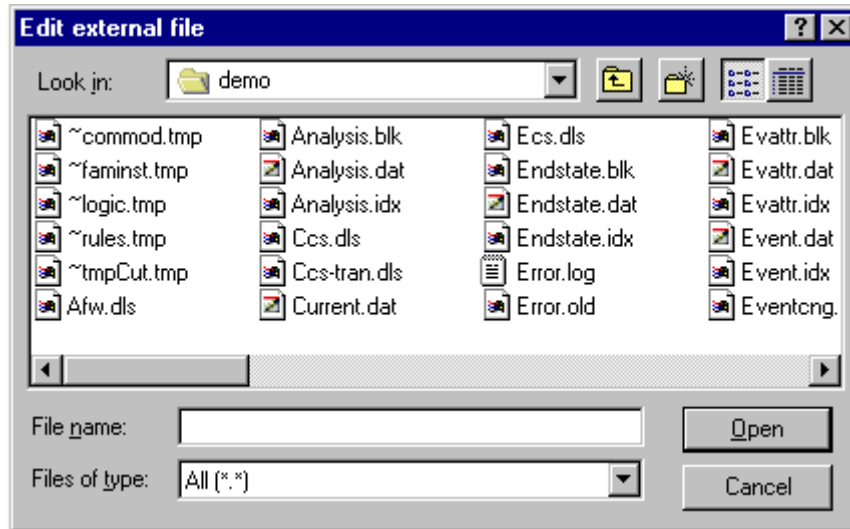 Edit external file
Look in: demo
~commod.tmp Analysis.blk Ecs.dls Evattr.blk
~faminst.tmp Analysis.dat Endstate.blk Evattr.dat
~logic.tmp Analysis.idx Endstate.dat Evattr.idx
~rules.tmp Ccs.dls Endstate.idx Event.dat
~tmpCut.tmp Ccs-tran.dls Error.log Event.idx
Afw.dls Current.dat Error.old Eventcng.
File name: Open
Files of type: All (*.*) Cancel